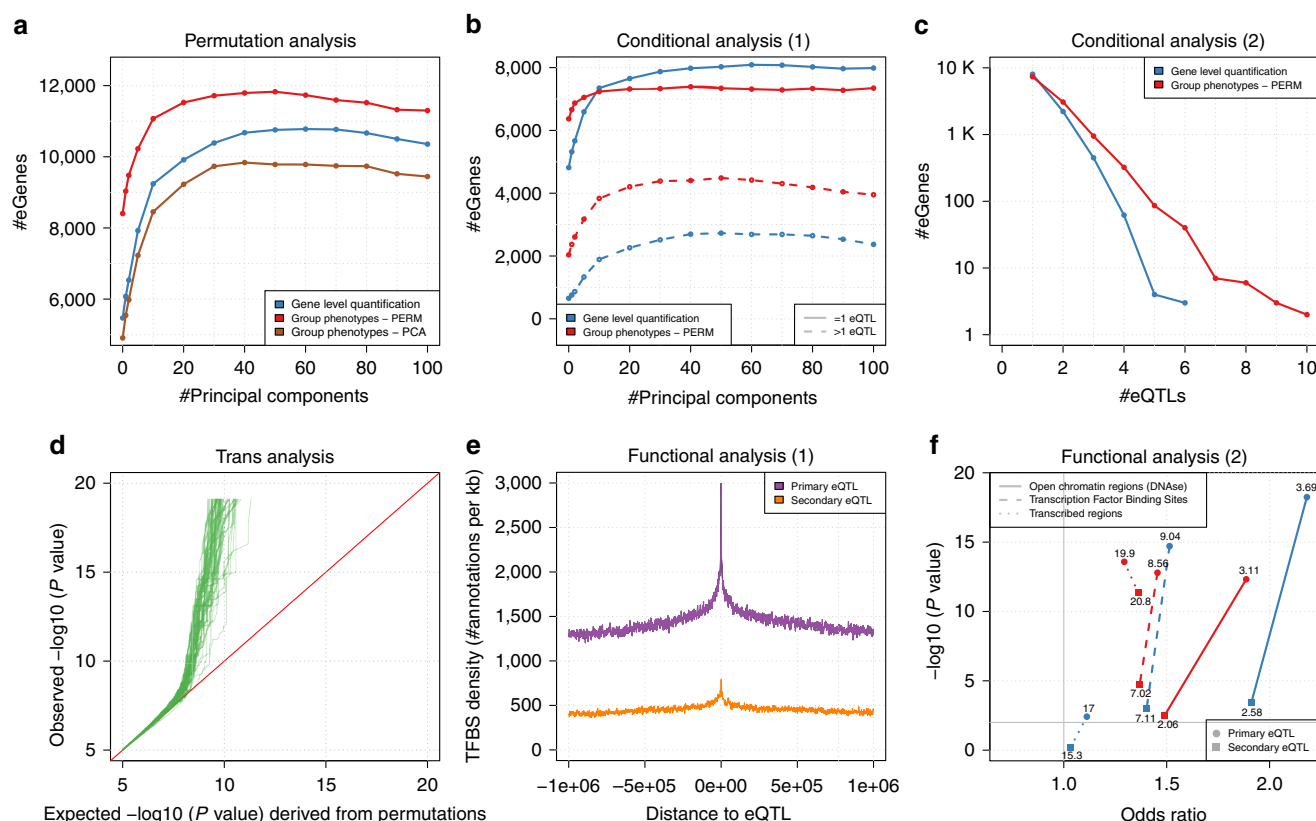 a
Permutation analysis
12,000
10,000
8,000
6,000
#eGenes
0 20 40 60 80 100
#Principal components
Gene level quantification
Group phenotypes – PERM
Group phenotypes – PCA
b
Conditional analysis (1)
8,000
6,000
4,000
2,000
0
#eGenes
0 20 40 60 80 100
#Principal components
Gene level quantification
Group phenotypes – PERM
=1 eQTL
>1 eQTL
c
Conditional analysis (2)
10 K
1 K
100
10
1
#eGenes
0 2 4 6 8 10
#eQTLs
Gene level quantification
Group phenotypes – PERM
d
Trans analysis
20
15
10
5
Observed –log10 (P value)
5 10 15 20
Expected –log10 (P value) derived from permutations
e
Functional analysis (1)
3,000
2,500
2,000
1,500
1,000
500
0
TFBS density (#annotations per kb)
−1e+06 −5e+05 0e+00 5e+05 1e+06
Distance to eQTL
Primary eQTL
Secondary eQTL
f
Functional analysis (2)
20
15
10
5
0
–log10 (P value)
1.0 1.5 2.0
Odds ratio
Open chromatin regions (DNAse)
Transcription Factor Binding Sites
Transcribed regions
3.69
9.04
19.9
8.56
3.11
20.8
7.02
7.11
2.06
2.58
17
15.3
Primary eQTL
Secondary eQTL